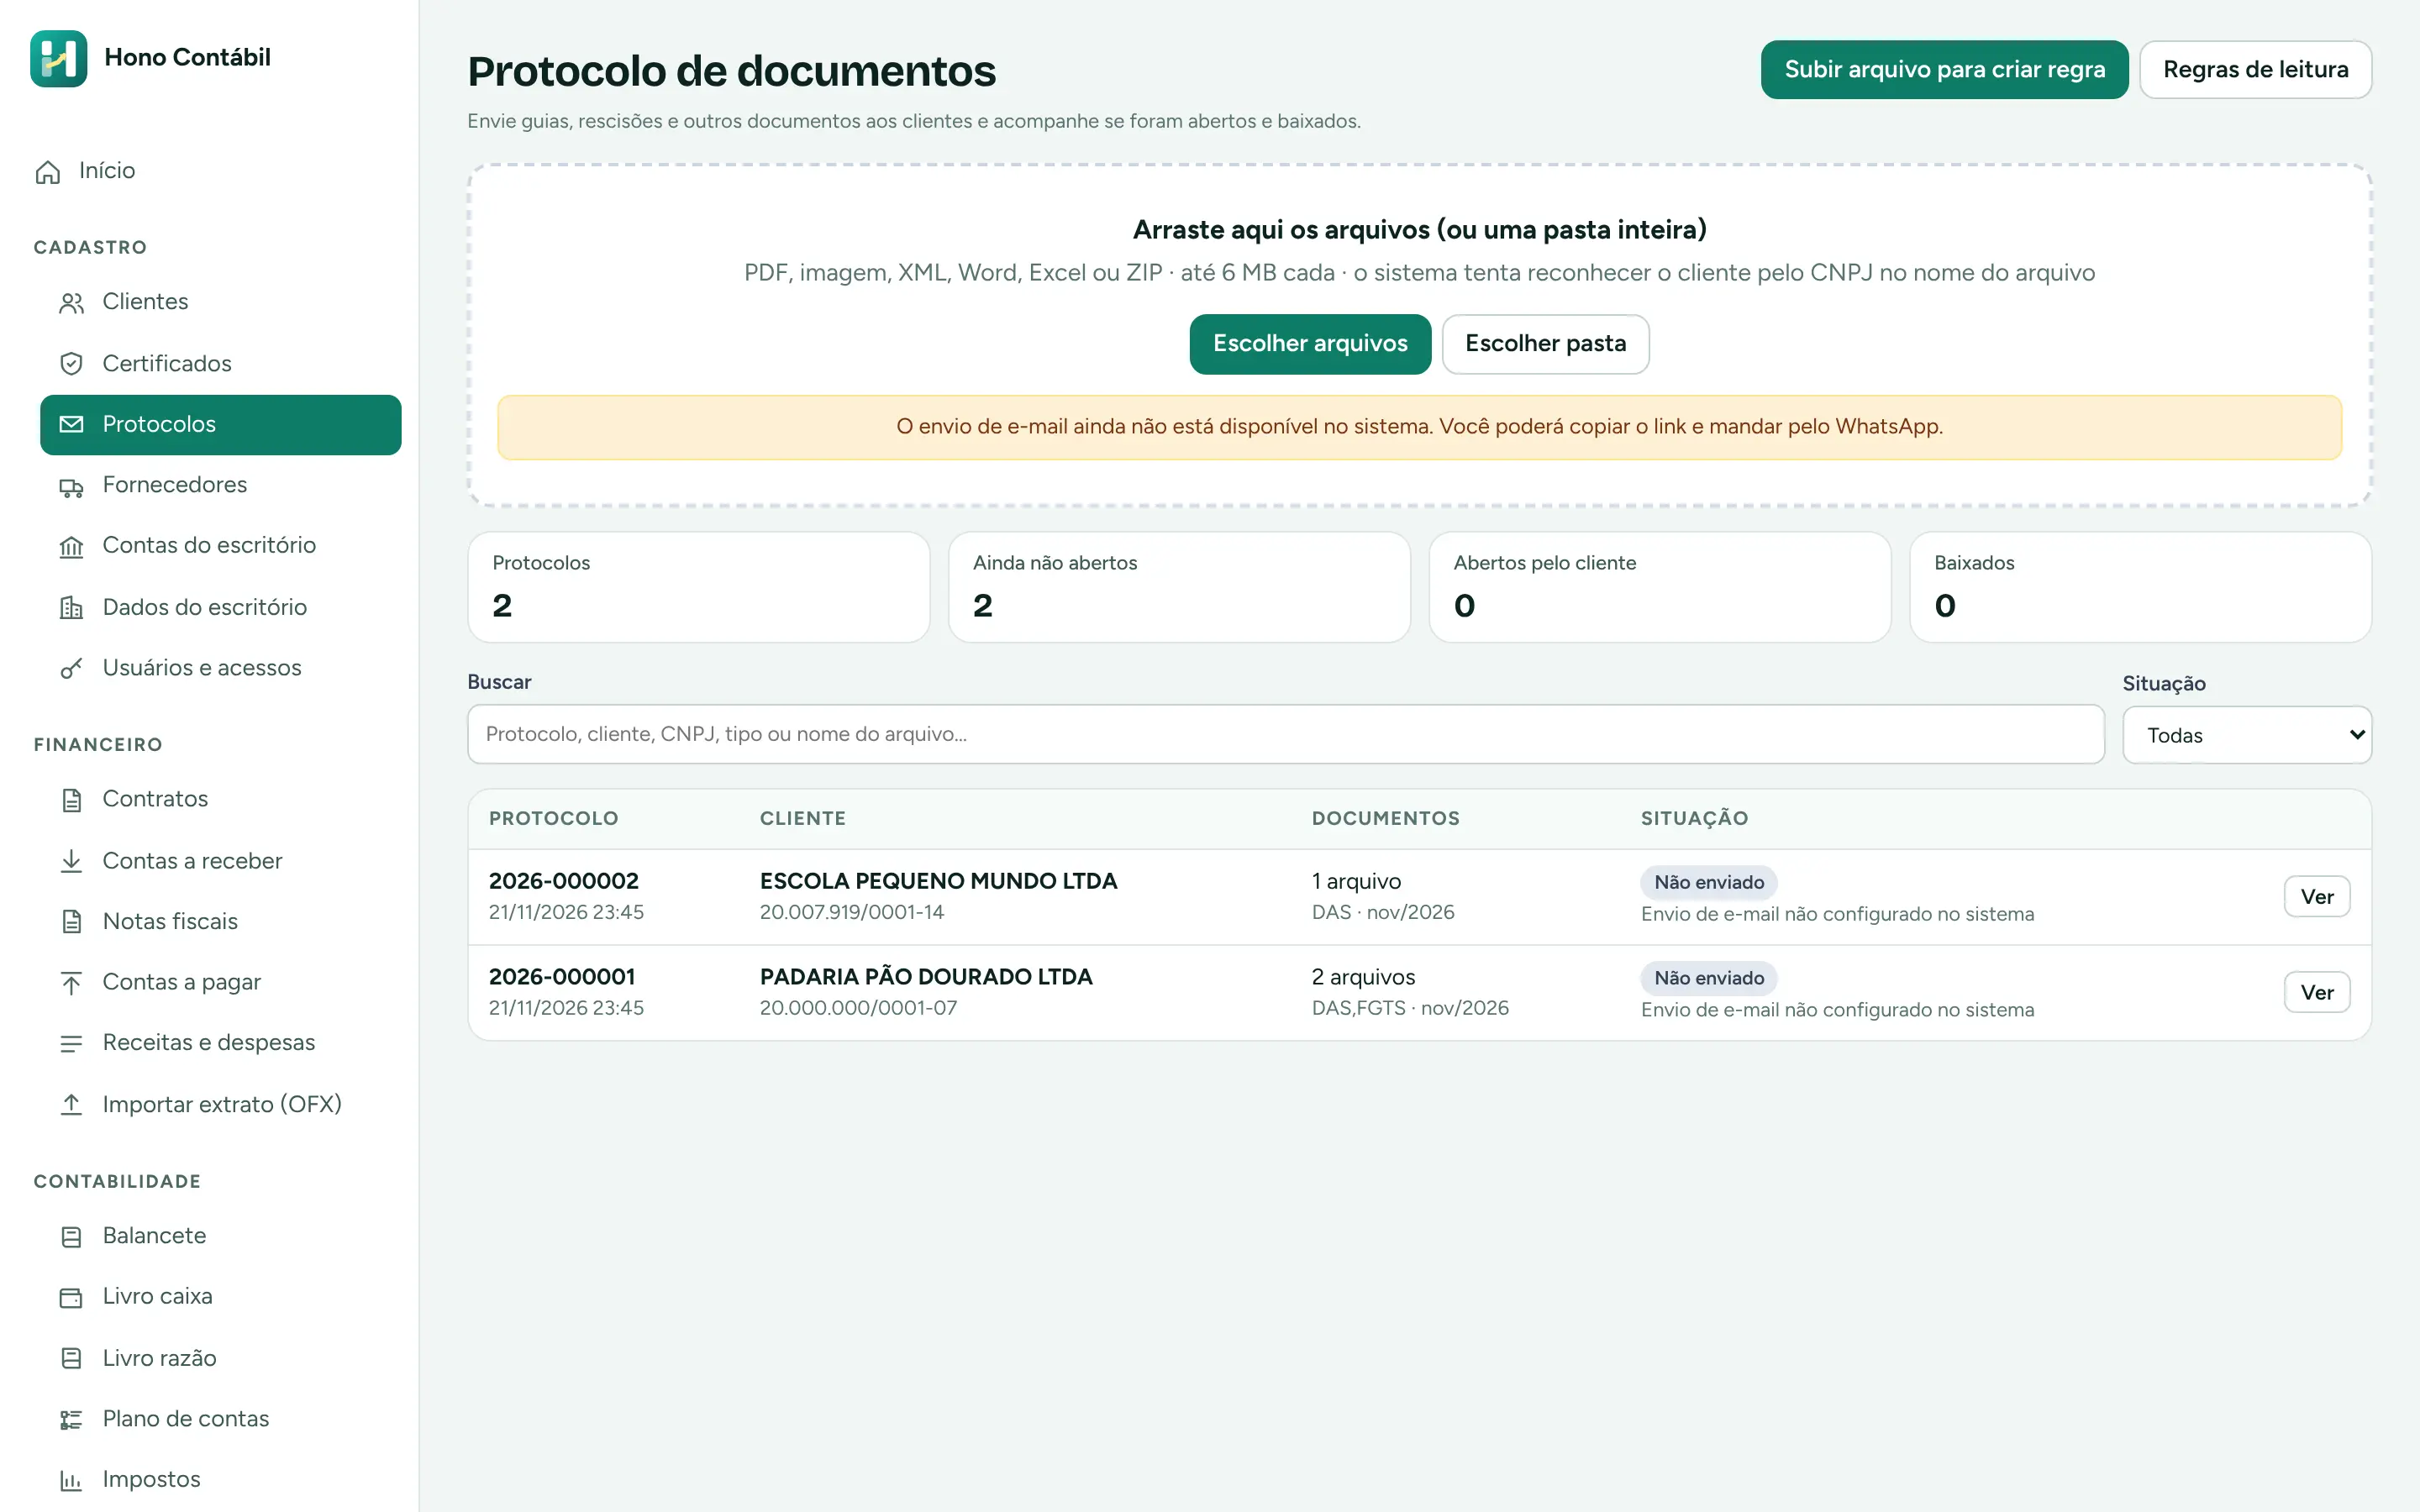 Hono Contábil
Início
CADASTRO
Clientes
Certificados
Protocolos
Fornecedores
Contas do escritório
Dados do escritório
Usuários e acessos
FINANCEIRO
Contratos
Contas a receber
Notas fiscais
Contas a pagar
Receitas e despesas
Importar extrato (OFX)
CONTABILIDADE
Balancete
Livro caixa
Livro razão
Plano de contas
Impostos
Protocolo de documentos
Subir arquivo para criar regra
Regras de leitura
Envie guias, rescisões e outros documentos aos clientes e acompanhe se foram abertos e baixados.
Arraste aqui os arquivos (ou uma pasta inteira)
PDF, imagem, XML, Word, Excel ou ZIP · até 6 MB cada · o sistema tenta reconhecer o cliente pelo CNPJ no nome do arquivo
Escolher arquivos
Escolher pasta
O envio de e-mail ainda não está disponível no sistema. Você poderá copiar o link e mandar pelo WhatsApp.
Protocolos
2
Ainda não abertos
2
Abertos pelo cliente
0
Baixados
0
Buscar
Protocolo, cliente, CNPJ, tipo ou nome do arquivo...
Situação
Todas
PROTOCOLO CLIENTE DOCUMENTOS SITUAÇÃO
2026-000002 ESCOLA PEQUENO MUNDO LTDA 1 arquivo Não enviado Ver
21/11/2026 23:45 20.007.919/0001-14 DAS · nov/2026 Envio de e-mail não configurado no sistema
2026-000001 PADARIA PÃO DOURADO LTDA 2 arquivos Não enviado Ver
21/11/2026 23:45 20.000.000/0001-07 DAS,FGTS · nov/2026 Envio de e-mail não configurado no sistema